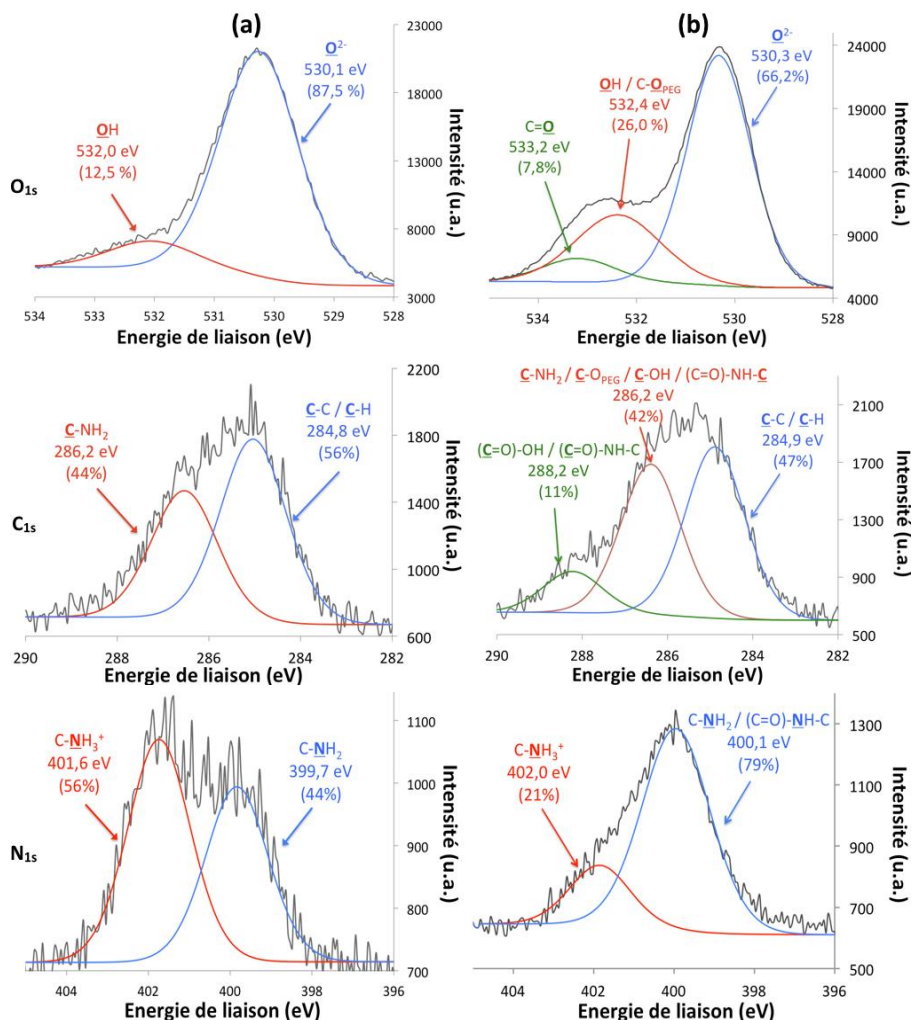 (a)
(b)
O1s
23000
18000
13000
8000
3000
Intensité (u.a.)
O2-
530,1 eV
(87,5 %)
OH
532,0 eV
(12,5 %)
534 533 532 531 530 529 528
Energie de liaison (eV)
24000
19000
14000
9000
4000
Intensité (u.a.)
O2-
530,3 eV
(66,2%)
OH / C-OPEG
532,4 eV
(26,0 %)
C=O
533,2 eV
(7,8%)
534 532 530 528
Energie de liaison (eV)
C1s
2200
1800
1400
1000
600
Intensité (u.a.)
C-NH2
286,2 eV
(44%)
C-C / C-H
284,8 eV
(56%)
290 288 286 284 282
Energie de liaison (eV)
C-NH2 / C-OPEG / C-OH / (C=O)-NH-C
286,2 eV
(42%)
(C=O)-OH / (C=O)-NH-C
288,2 eV
(11%)
C-C / C-H
284,9 eV
(47%)
2100
1700
1300
900
500
Intensité (u.a.)
290 288 286 284 282
Energie de liaison (eV)
N1s
1100
1000
900
800
700
Intensité (u.a.)
C-NH3+
401,6 eV
(56%)
C-NH2
399,7 eV
(44%)
404 402 400 398 396
Energie de liaison (eV)
C-NH2 / (C=O)-NH-C
400,1 eV
(79%)
C-NH3+
402,0 eV
(21%)
1300
1100
900
700
500
Intensité (u.a.)
404 402 400 398 396
Energie de liaison (eV)